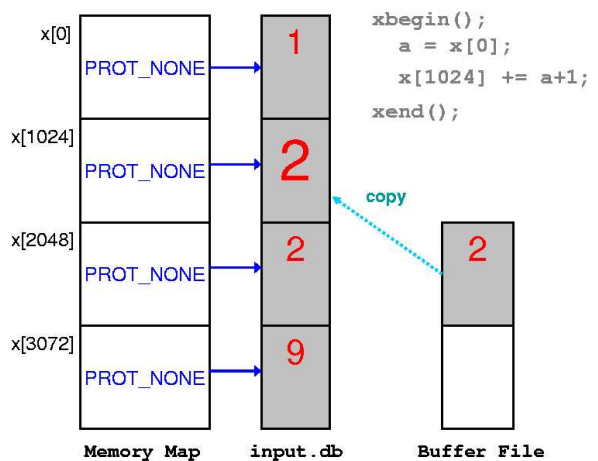 x[0]
PROT_NONE
1
xbegin();
a = x[0];
x[1024] += a+1;
xend();
x[1024]
PROT_NONE
2
copy
x[2048]
PROT_NONE
2
2
x[3072]
PROT_NONE
9
Memory Map
input.db
Buffer File